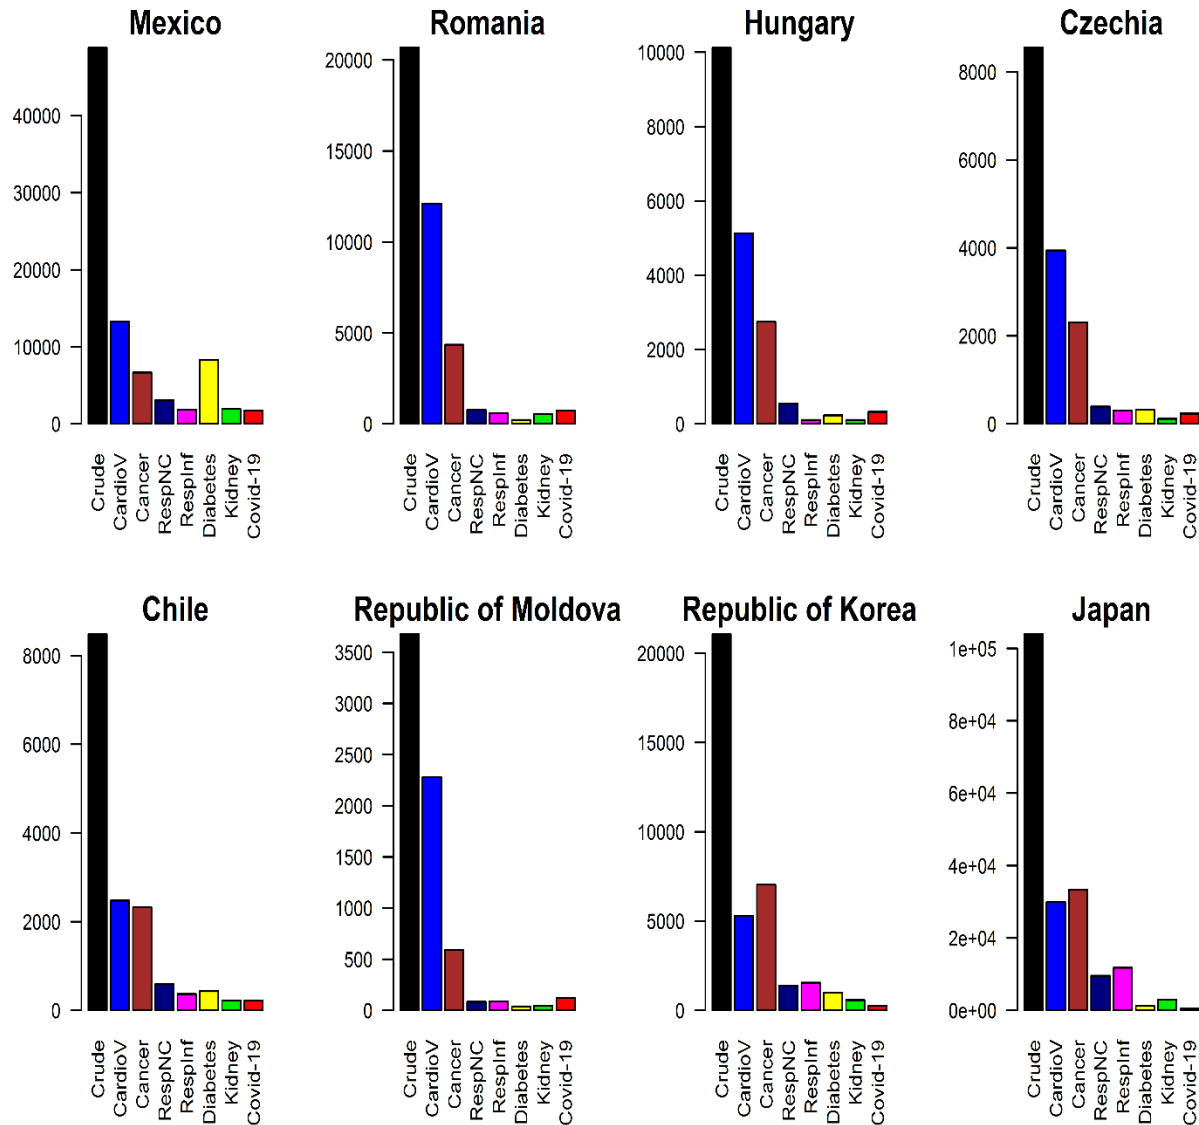 Mexico
40000
30000
20000
10000
0
Crude
CardioV
Cancer
RespNC
RespInf
Diabetes
Kidney
Covid-19
Romania
20000
15000
10000
5000
0
Crude
CardioV
Cancer
RespNC
RespInf
Diabetes
Kidney
Covid-19
Hungary
10000
8000
6000
4000
2000
0
Crude
CardioV
Cancer
RespNC
RespInf
Diabetes
Kidney
Covid-19
Czechia
8000
6000
4000
2000
0
Crude
CardioV
Cancer
RespNC
RespInf
Diabetes
Kidney
Covid-19
Chile
8000
6000
4000
2000
0
Crude
CardioV
Cancer
RespNC
RespInf
Diabetes
Kidney
Covid-19
Republic of Moldova
3500
3000
2500
2000
1500
1000
500
0
Crude
CardioV
Cancer
RespNC
RespInf
Diabetes
Kidney
Covid-19
Republic of Korea
20000
15000
10000
5000
0
Crude
CardioV
Cancer
RespNC
RespInf
Diabetes
Kidney
Covid-19
Japan
1e+05
8e+04
6e+04
4e+04
2e+04
0e+00
Crude
CardioV
Cancer
RespNC
RespInf
Diabetes
Kidney
Covid-19